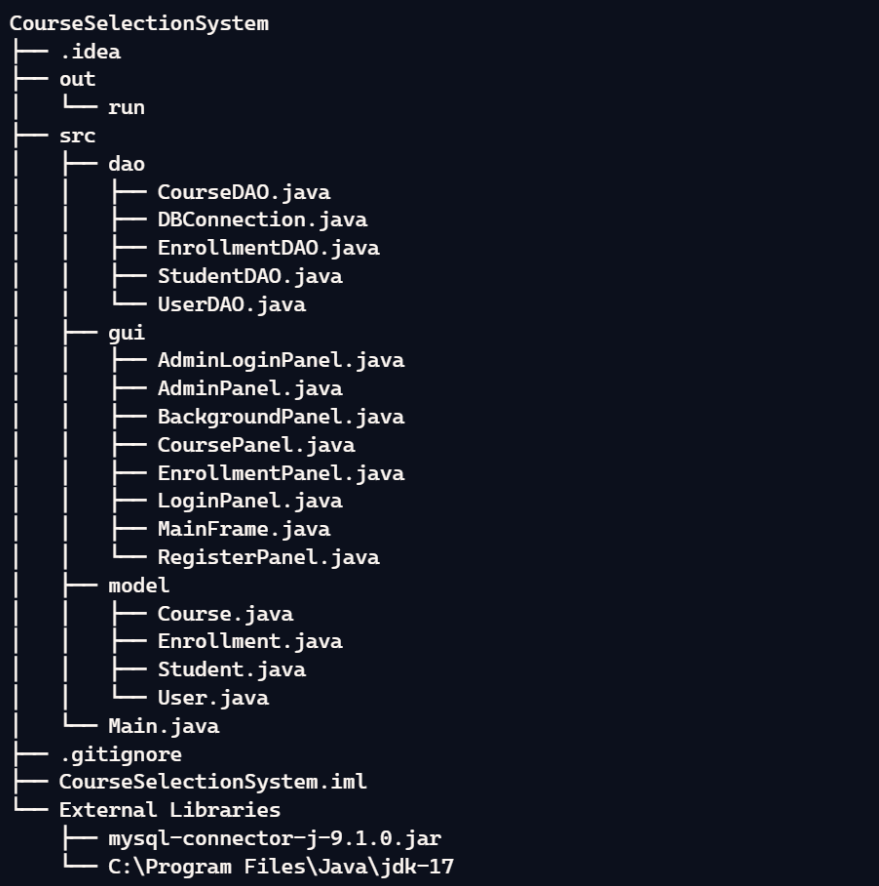 CourseSelectionSystem
├── .idea
├── out
│   └── run
├── src
│   ├── dao
│   │   ├── CourseDAO.java
│   │   ├── DBConnection.java
│   │   ├── EnrollmentDAO.java
│   │   ├── StudentDAO.java
│   │   └── UserDAO.java
│   ├── gui
│   │   ├── AdminLoginPanel.java
│   │   ├── AdminPanel.java
│   │   ├── BackgroundPanel.java
│   │   ├── CoursePanel.java
│   │   ├── EnrollmentPanel.java
│   │   ├── LoginPanel.java
│   │   ├── MainFrame.java
│   │   └── RegisterPanel.java
│   ├── model
│   │   ├── Course.java
│   │   ├── Enrollment.java
│   │   ├── Student.java
│   │   └── User.java
│   └── Main.java
├── .gitignore
├── CourseSelectionSystem.iml
└── External Libraries
    ├── mysql-connector-j-9.1.0.jar
    └── C:\Program Files\Java\jdk-17